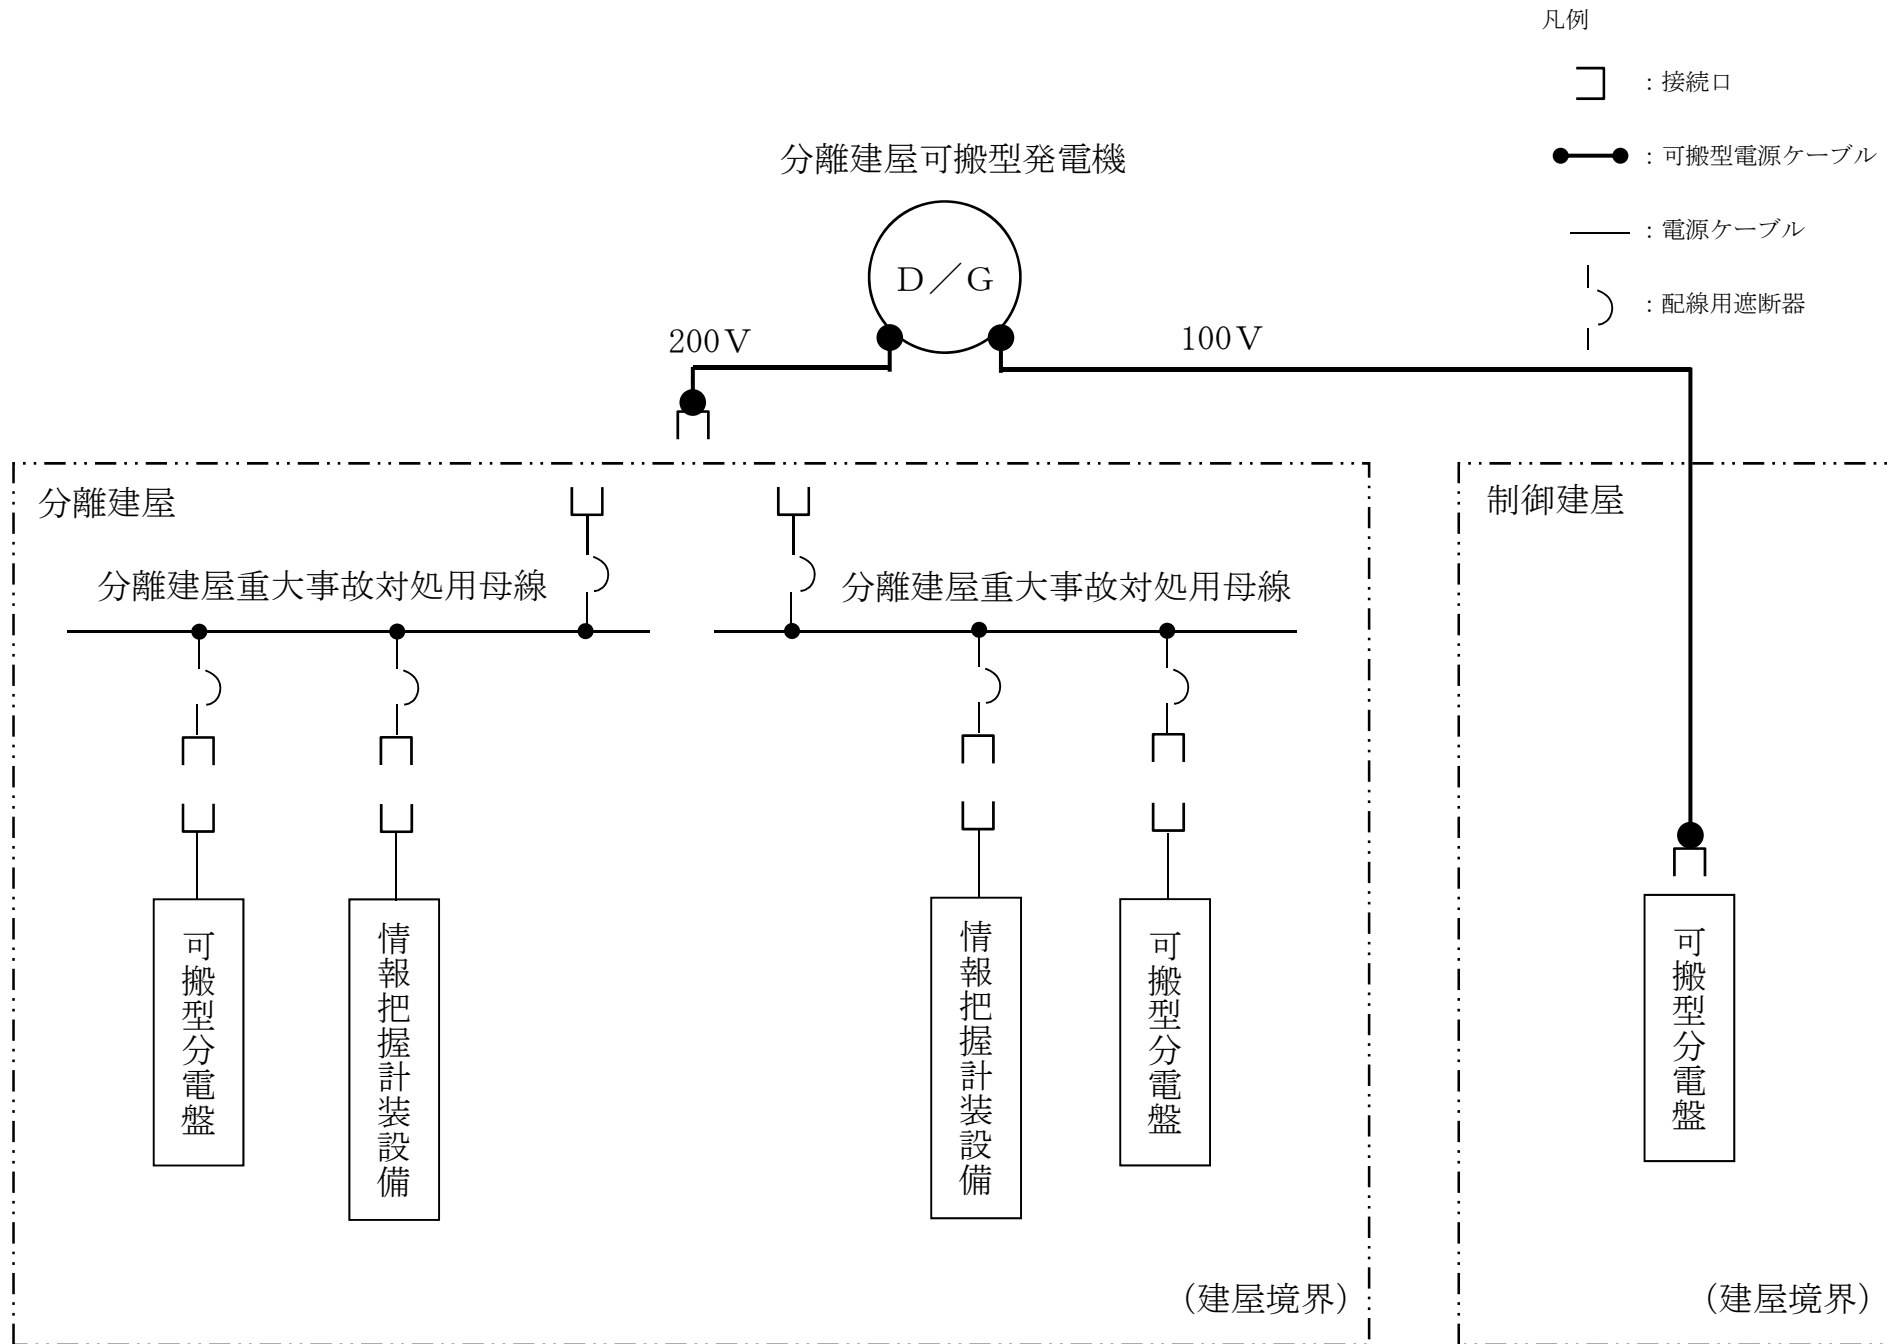 凡例
：接続口
：可搬型電源ケーブル
：電源ケーブル
：配線用遮断器
分離建屋可搬型発電機
D／G
200V
100V
分離建屋
制御建屋
分離建屋重大事故対処用母線
分離建屋重大事故対処用母線
可搬型分電盤
情報把握計装設備
情報把握計装設備
可搬型分電盤
可搬型分電盤
（建屋境界）
（建屋境界）